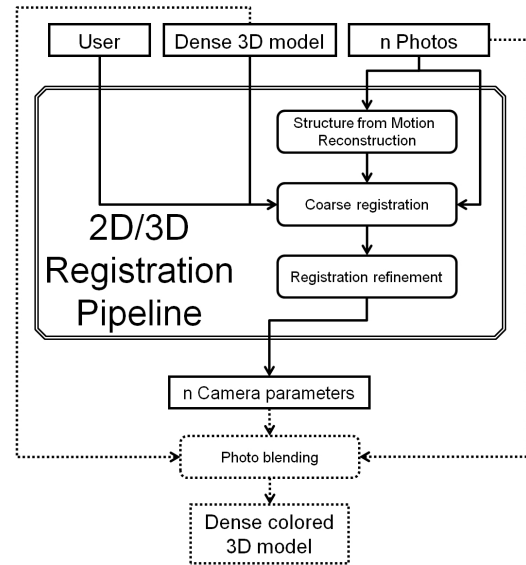 User
Dense 3D model
n Photos
Structure from Motion
Reconstruction
Coarse registration
2D/3D
Registration
Pipeline
Registration refinement
n Camera parameters
Photo blending
Dense colored
3D model